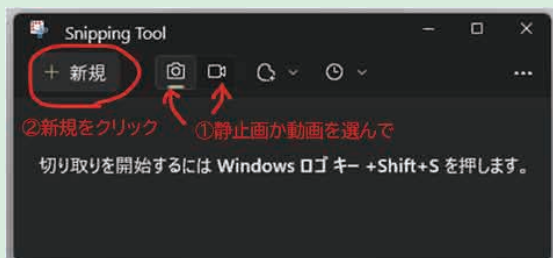 Snipping Tool
+ 新規
②新規をクリック
①静止画か動画を選んで
切り取りを開始するには Windows ロゴ キー +Shift+S を押します。